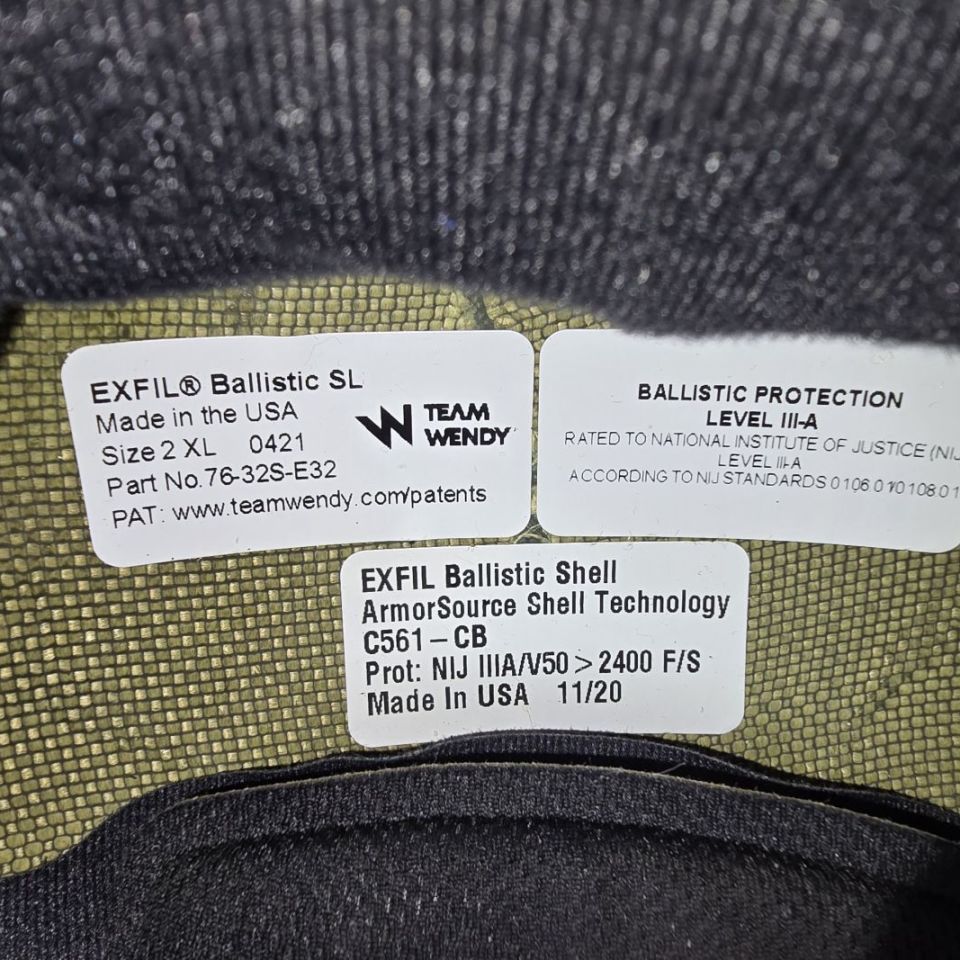 EXFIL® Ballistic SL
Made in the USA
Size 2 XL 0421
Part No.76-32S-E32
PAT: www.teamwendy.com/patents
TEAM
WENDY
BALLISTIC PROTECTION
LEVEL III-A
RATED TO NATIONAL INSTITUTE OF JUSTICE (NIJ
LEVEL III-A
ACCORDING TO NIJ STANDARDS 0106.01/0108.01
EXFIL Ballistic Shell
ArmorSource Shell Technology
C561-CB
Prot: NIJ IIIA/V50 > 2400 F/S
Made In USA 11/20